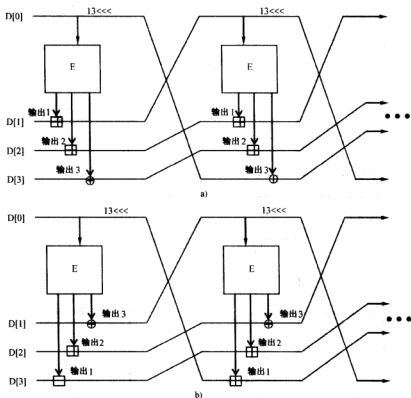 D[0]
13<<<
13<<<
E
E
输出1
输出1
D[1]
输出2
输出2
D[2]
输出 3
输出3
D[3]
a)
D[0]
13<<<
13<<<
E
E
输出3
输出3
D[1]
输出2
输出2
D[2]
输出1
输出1
D[3]
b)